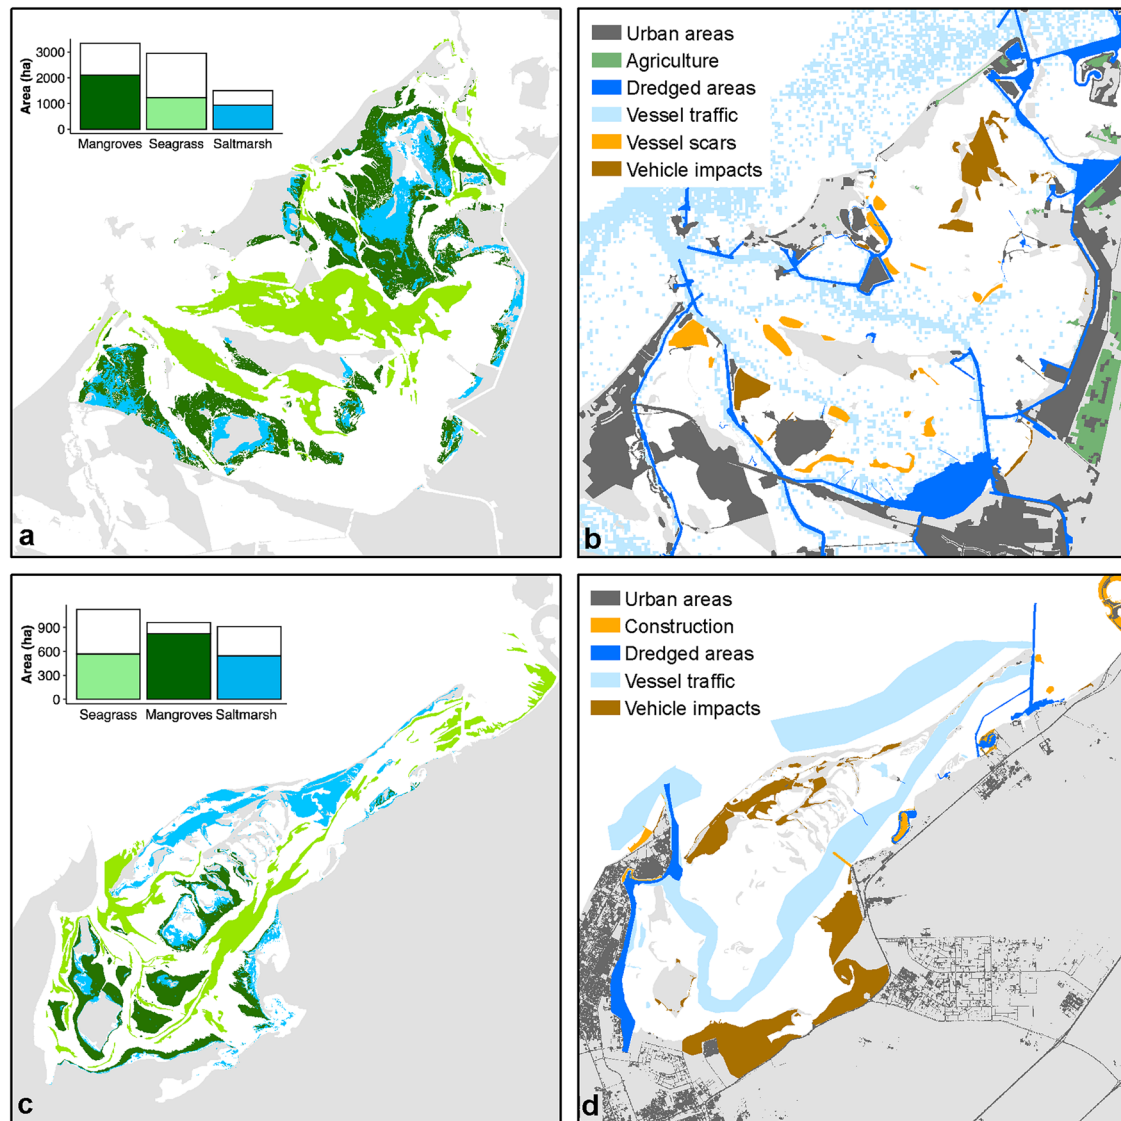 Area (ha)
3000
2000
1000
0
Mangroves Seagrass Saltmarsh
a
Urban areas
Agriculture
Dredged areas
Vessel traffic
Vessel scars
Vehicle impacts
b
Area (ha)
900
600
300
0
Seagrass Mangroves Saltmarsh
c
Urban areas
Construction
Dredged areas
Vessel traffic
Vehicle impacts
d